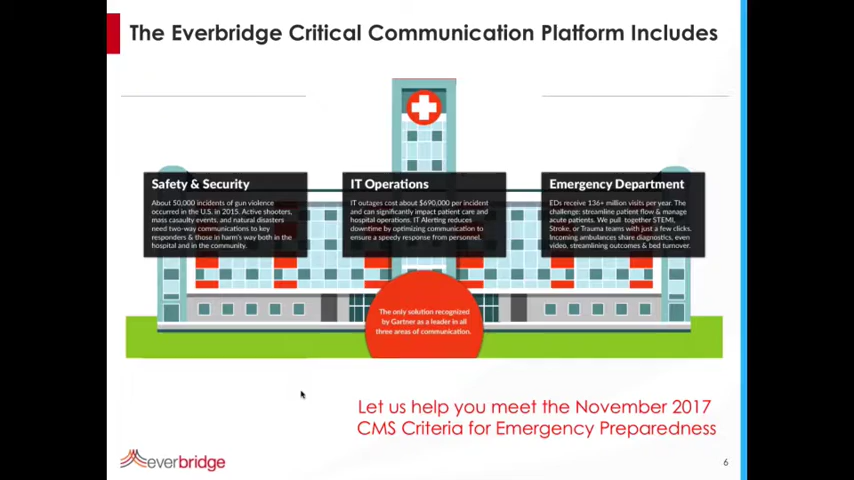 The Everbridge Critical Communication Platform Includes
Safety & Security
About 50,000 incidents of gun violence
occurred in the U.S. in 2015. Active shooters,
mass casualty events, and natural disasters
need two-way communications to key
responders & those in harm's way both in the
hospital and in the community.
IT Operations
IT outages cost about $690,000 per incident
and can significantly impact patient care and
hospital operations. IT Alerting reduces
downtime by optimizing communication to
ensure a speedy response from personnel.
Emergency Department
EDs receive 136+ million visits per year. The
challenge: streamline patient flow & manage
acute patients. We pull together STEMI,
Stroke, or Trauma teams with just a few clicks.
Incoming ambulances share diagnostics, even
video, streamlining outcomes & bed turnover.
The only solution recognized
by Gartner as a leader in all
three areas of communication.
Let us help you meet the November 2017
CMS Criteria for Emergency Preparedness
everbridge
6